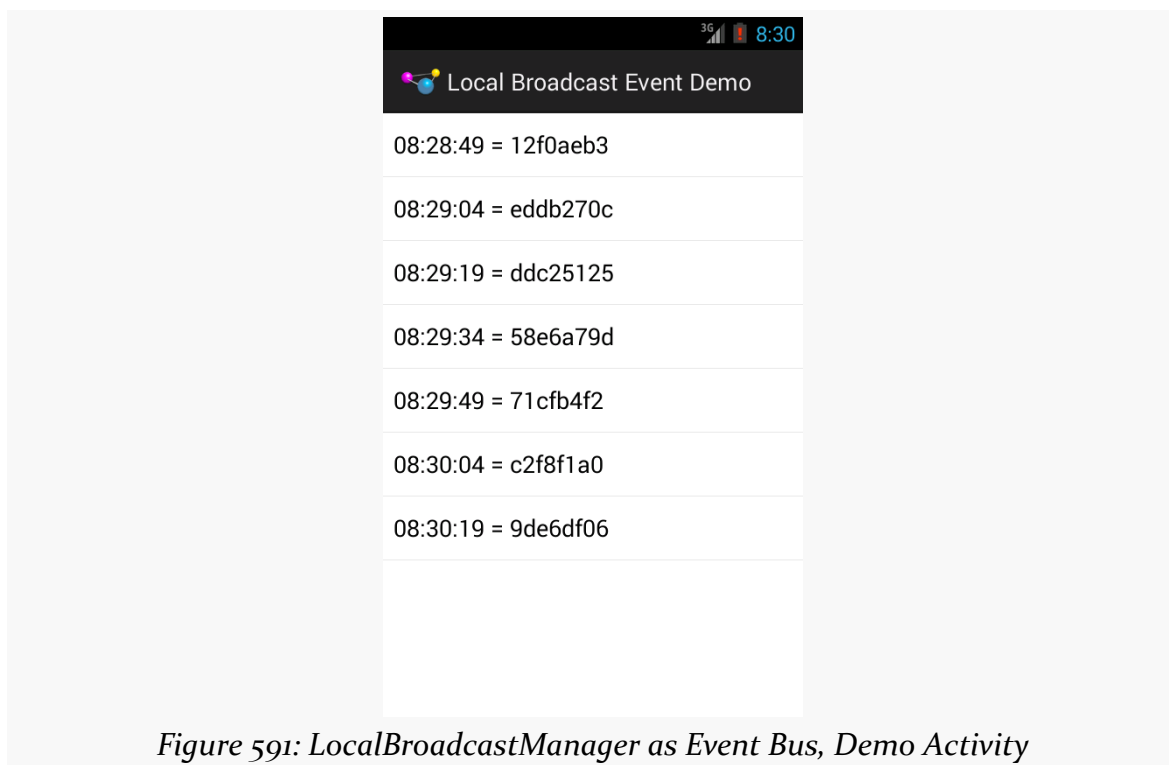 3G 8:30
Local Broadcast Event Demo
08:28:49 = 12f0aeb3
08:29:04 = eddb270c
08:29:19 = ddc25125
08:29:34 = 58e6a79d
08:29:49 = 71cfb4f2
08:30:04 = c2f8f1a0
08:30:19 = 9de6df06
Figure 591: LocalBroadcastManager as Event Bus, Demo Activity